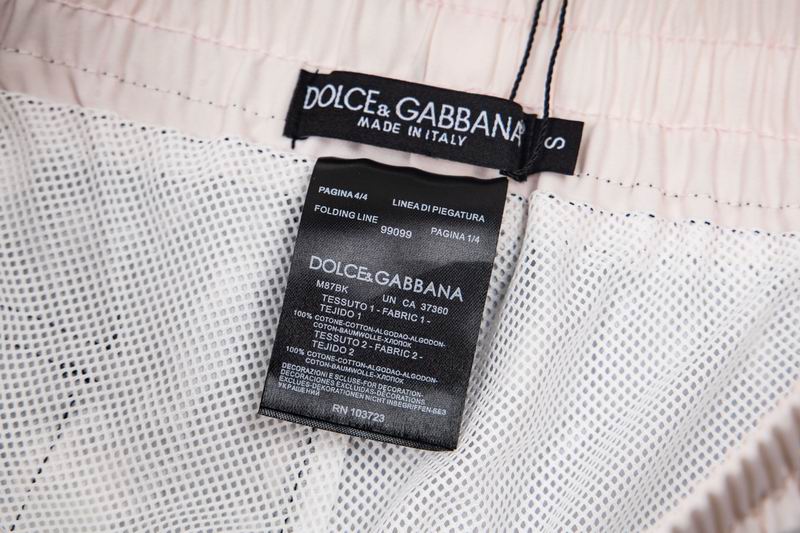 DOLCE & GABBANA
MADE IN ITALY
S
PAGINA 4/4 LINEA DI PIEGATURA
FOLDING LINE PAGINA 1/4
99099
DOLCE & GABBANA
M87BK UN CA 37360
TESSUTO 1 - FABRIC 1 -
TEJIDO 1
100% COTONE-COTTON-ALGODAO-ALGODON-
COTON-BAUMWOLLE-ХЛОПОК
TESSUTO 2 - FABRIC 2 -
TEJIDO 2
100% COTONE-COTTON-ALGODAO-ALGODON-
COTON-BAUMWOLLE-ХЛОПОК
DECORAZIONI E SCLUSE-FOR DECORATION-
DECORACIONES EXCLUIDAS-DÉCORATIONS
EXCLUES-DEKORATIONEN NICHT INBEGRIFFEN-БЕЗ
УКРАШЕНИЙ
RN 103723